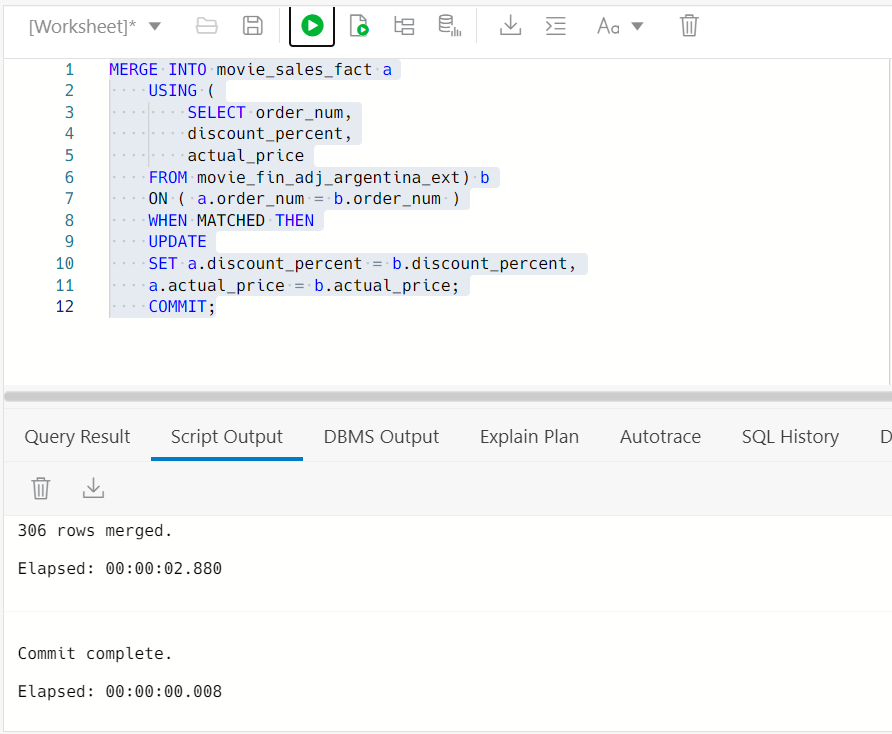 [Worksheet]*
Aa
1 MERGE INTO movie_sales_fact a
2 USING (
3 SELECT order_num,
4 discount_percent,
5 actual_price
6 FROM movie_fin_adj_argentina_ext) b
7 ON ( a.order_num = b.order_num )
8 WHEN MATCHED THEN
9 UPDATE
10 SET a.discount_percent = b.discount_percent,
11 a.actual_price = b.actual_price;
12 COMMIT;
Query Result Script Output DBMS Output Explain Plan Autotrace SQL History D
306 rows merged.
Elapsed: 00:00:02.880
Commit complete.
Elapsed: 00:00:00.008